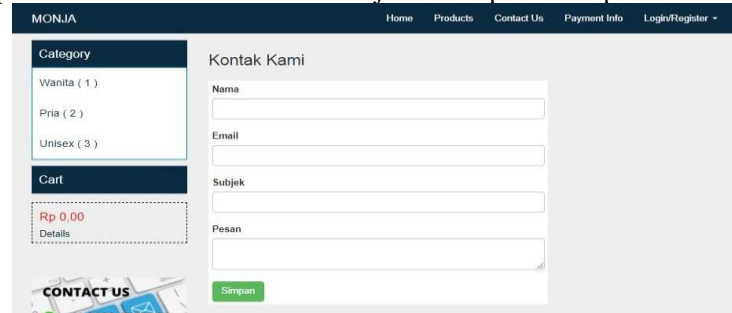 MONJA Home Products Contact Us Payment Info Login/Register
Category
Wanita ( 1 )
Pria ( 2 )
Unisex ( 3 )
Cart
Rp 0,00
Details
CONTACT US
Kontak Kami
Nama
Email
Subjek
Pesan
Simpan